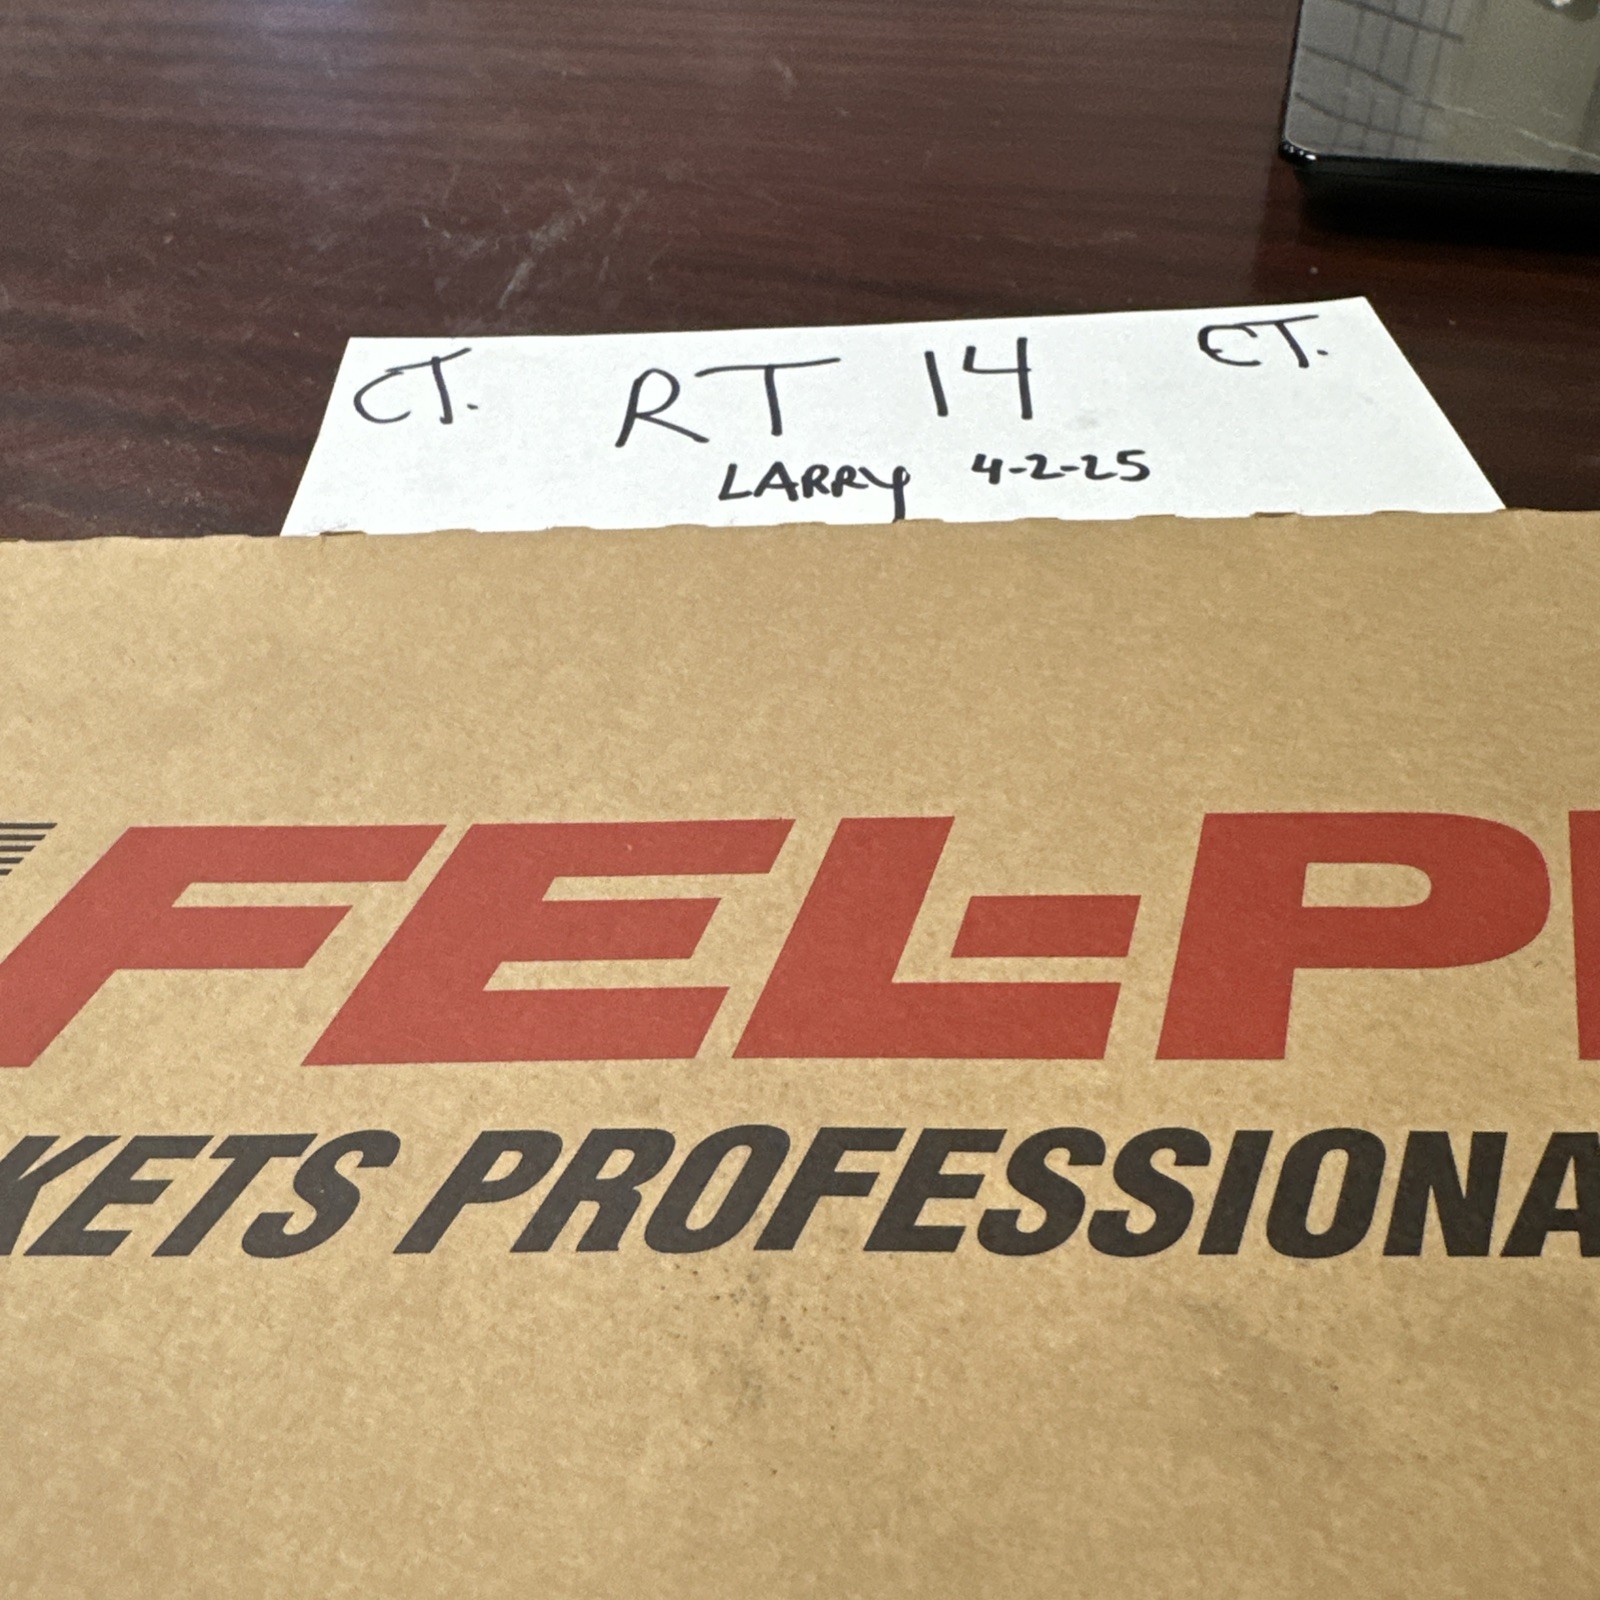 CT. RT 14 CT.
LARRY 4-2-25
FEL-P
KETS PROFESSIONA